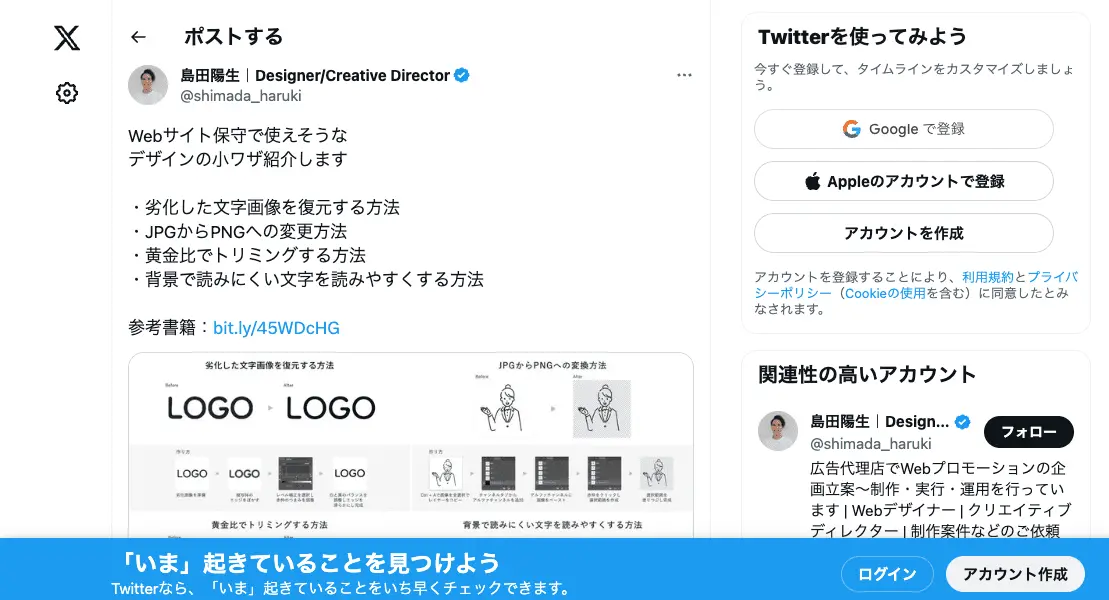 ポストする
島田陽生｜Designer/Creative Director
@shimada_haruki
Webサイト保守で使えそうな
デザインの小ワザ紹介します
・劣化した文字画像を復元する方法
・JPGからPNGへの変更方法
・黄金比でトリミングする方法
・背景で読みにくい文字を読みやすくする方法
参考書籍：bit.ly/45WDcHG
劣化した文字画像を復元する方法
Before
After
LOGO
LOGO
作り方
LOGO
LOGO
LOGO
JPGからPNGへの変換方法
Before
After
作り方
黄金比でトリミングする方法
背景で読みにくい文字を読みやすくする方法
Twitterを使ってみよう
今すぐ登録して、タイムラインをカスタマイズしましょ
う。
Google で登録
Appleのアカウントで登録
アカウントを作成
アカウントを登録することにより、利用規約とプライバ
シーポリシー（Cookieの使用を含む）に同意したとみ
なされます。
関連性の高いアカウント
島田陽生｜Design...
@shimada_haruki
フォロー
広告代理店でWebプロモーションの企
画立案〜制作・実行・運用を行ってい
ます | Webデザイナー | クリエイティブ
ディレクター | 制作案件などのご依頼
「いま」起きていることを見つけよう
Twitterなら、「いま」起きていることをいち早くチェックできます。
ログイン
アカウント作成